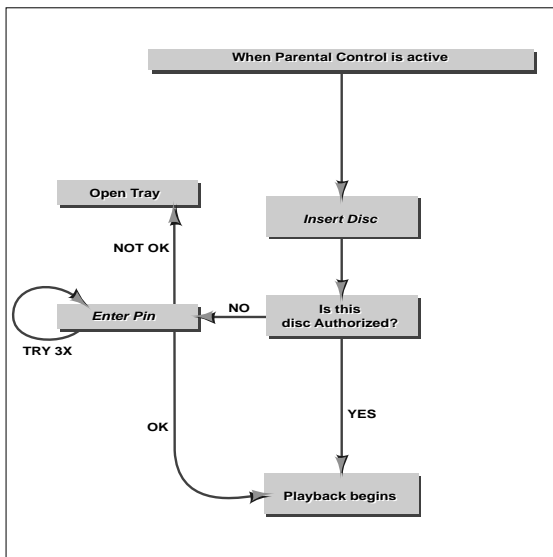 When Parental Control is active
Open Tray
Insert Disc
NOT OK
Enter Pin
NO
Is this
disc Authorized?
TRY 3X
YES
OK
Playback begins